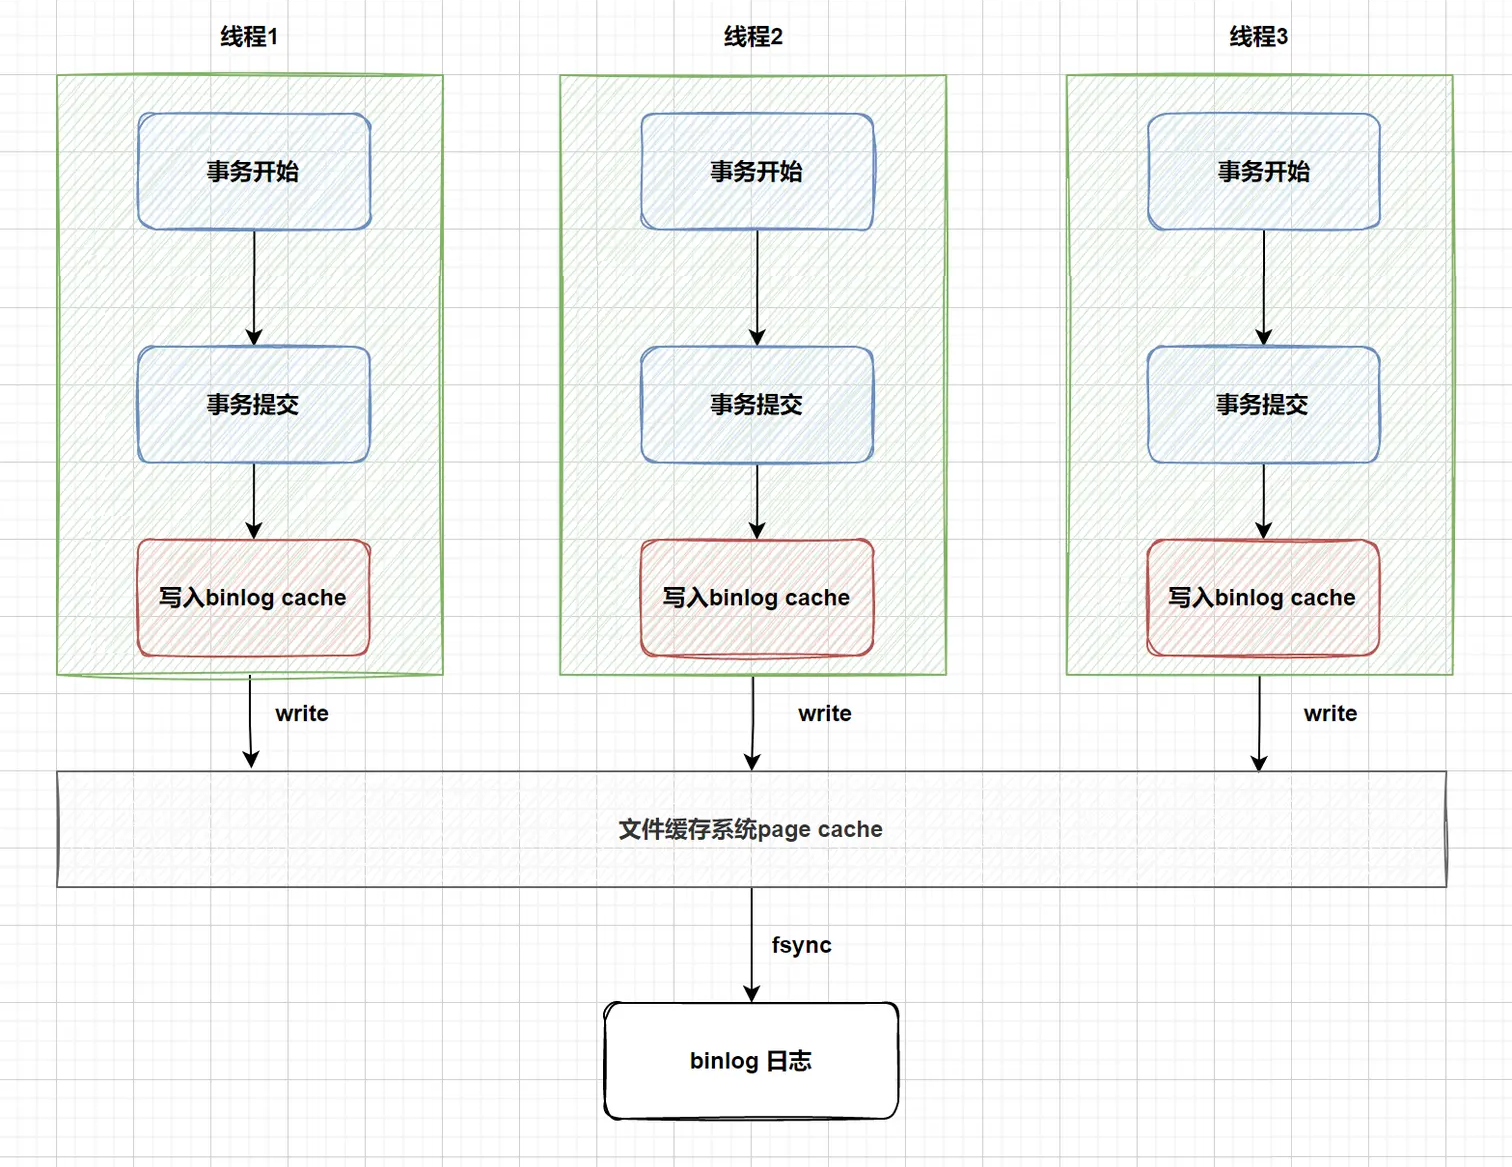 线程1
线程2
线程3
事务开始
事务开始
事务开始
事务提交
事务提交
事务提交
写入binlog cache
写入binlog cache
写入binlog cache
write
write
write
文件缓存系统page cache
fsync
binlog 日志